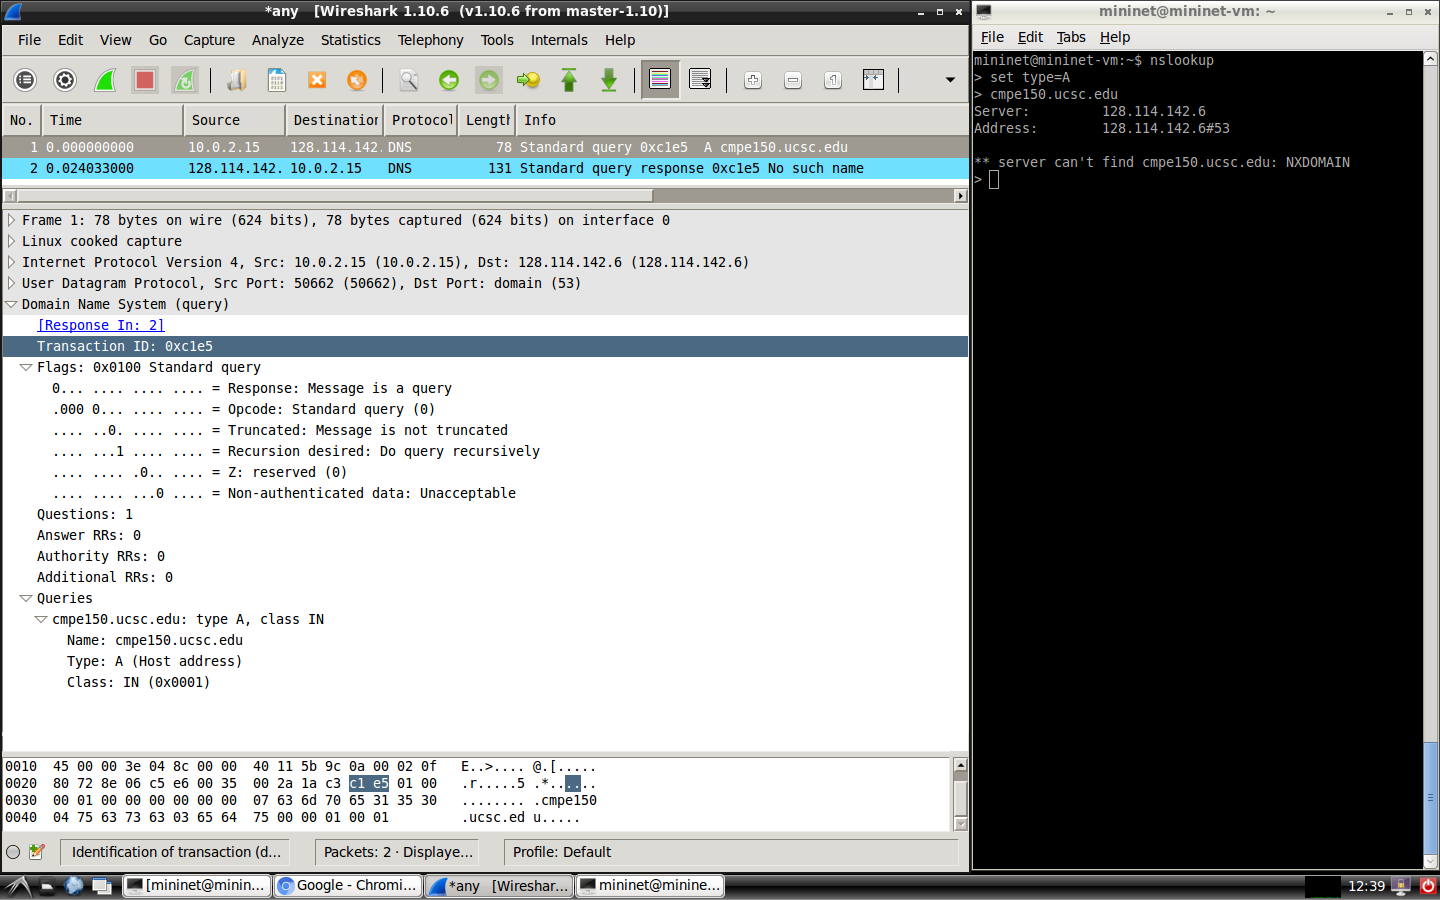 *any   [Wireshark 1.10.6  (v1.10.6 from master-1.10)]
File Edit View Go Capture Analyze Statistics Telephony Tools Internals Help
No. Time Source Destination Protocol Length Info
1 0.000000000 10.0.2.15 128.114.142. DNS 78 Standard query 0xc1e5  A cmpe150.ucsc.edu
2 0.024033000 128.114.142. 10.0.2.15 DNS 131 Standard query response 0xc1e5 No such name
Frame 1: 78 bytes on wire (624 bits), 78 bytes captured (624 bits) on interface 0
Linux cooked capture
Internet Protocol Version 4, Src: 10.0.2.15 (10.0.2.15), Dst: 128.114.142.6 (128.114.142.6)
User Datagram Protocol, Src Port: 50662 (50662), Dst Port: domain (53)
Domain Name System (query)
[Response In: 2]
Transaction ID: 0xc1e5
Flags: 0x0100 Standard query
0... .... .... .... = Response: Message is a query
.000 0... .... .... = Opcode: Standard query (0)
.... ..0. .... .... = Truncated: Message is not truncated
.... ...1 .... .... = Recursion desired: Do query recursively
.... .... .0.. .... = Z: reserved (0)
.... .... ...0 .... = Non-authenticated data: Unacceptable
Questions: 1
Answer RRs: 0
Authority RRs: 0
Additional RRs: 0
Queries
cmpe150.ucsc.edu: type A, class IN
Name: cmpe150.ucsc.edu
Type: A (Host address)
Class: IN (0x0001)
0010  45 00 00 3e 04 8c 00 00  40 11 5b 9c 0a 00 02 0f   E..>.... @.[.....
0020  80 72 8e 06 c5 e6 00 35  00 2a 1a c3 c1 e5 01 00   .r.....5 .*......
0030  00 01 00 00 00 00 00 00  07 63 6d 70 65 31 35 30   ........ .cmpe150
0040  04 75 63 73 63 03 65 64  75 00 00 01 00 01         .ucsc.ed u.....
Identification of transaction (d... Packets: 2 · Displaye... Profile: Default
mininet@mininet-vm: ~
File Edit Tabs Help
mininet@mininet-vm:~$ nslookup
> set type=A
> cmpe150.ucsc.edu
Server:         128.114.142.6
Address:        128.114.142.6#53
** server can't find cmpe150.ucsc.edu: NXDOMAIN
>
[mininet@minin... Google - Chromi... *any   [Wireshar... mininet@minine... 12:39